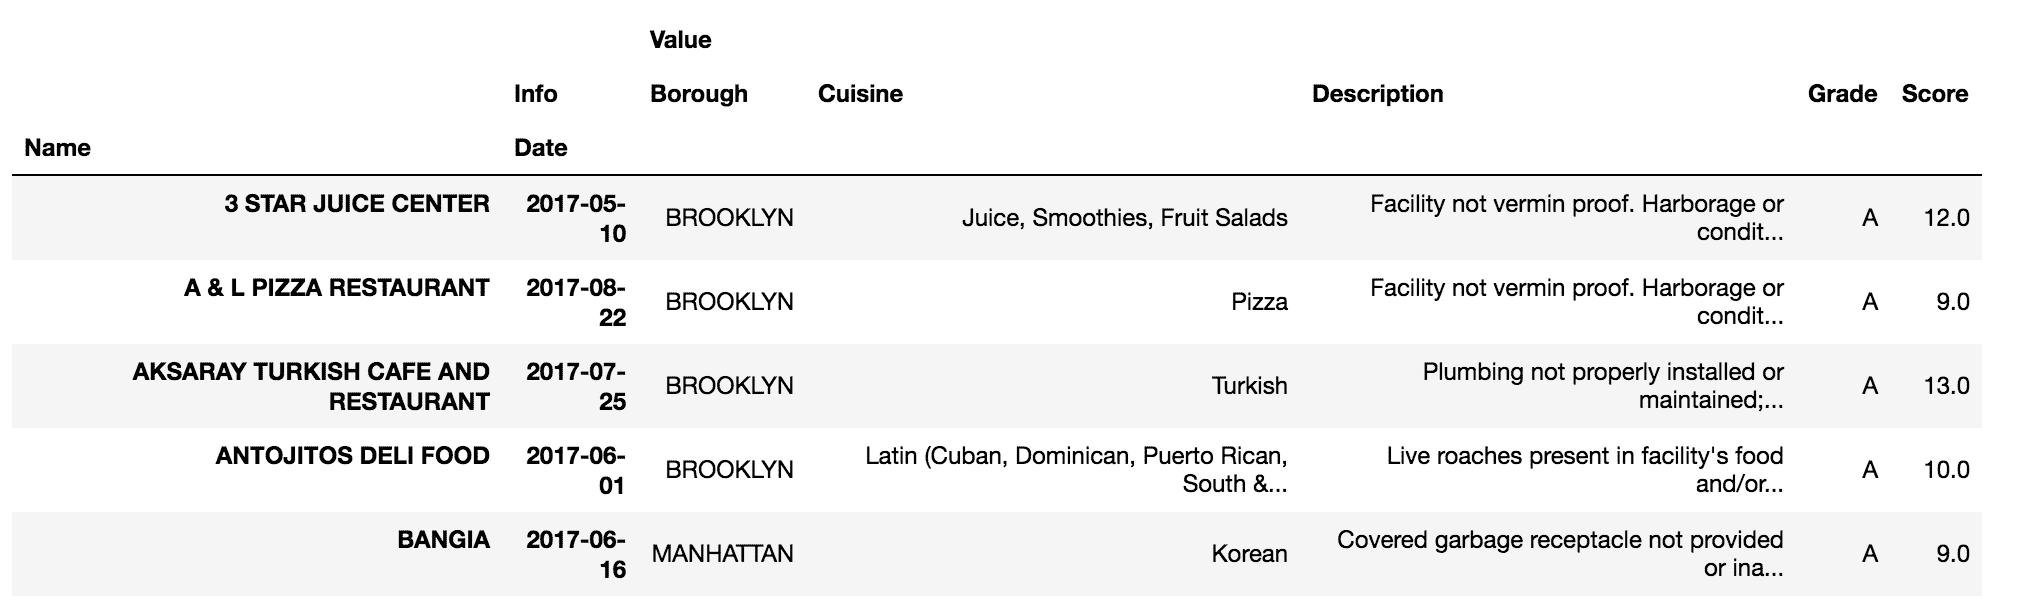 Value
Info Borough Cuisine Description Grade Score
Name Date
3 STAR JUICE CENTER 2017-05-10 BROOKLYN Juice, Smoothies, Fruit Salads Facility not vermin proof. Harborage or condit... A 12.0
A & L PIZZA RESTAURANT 2017-08-22 BROOKLYN Pizza Facility not vermin proof. Harborage or condit... A 9.0
AKSARAY TURKISH CAFE AND RESTAURANT 2017-07-25 BROOKLYN Turkish Plumbing not properly installed or maintained;... A 13.0
ANTOJITOS DELI FOOD 2017-06-01 BROOKLYN Latin (Cuban, Dominican, Puerto Rican, South &... Live roaches present in facility's food and/or... A 10.0
BANGIA 2017-06-16 MANHATTAN Korean Covered garbage receptacle not provided or ina... A 9.0